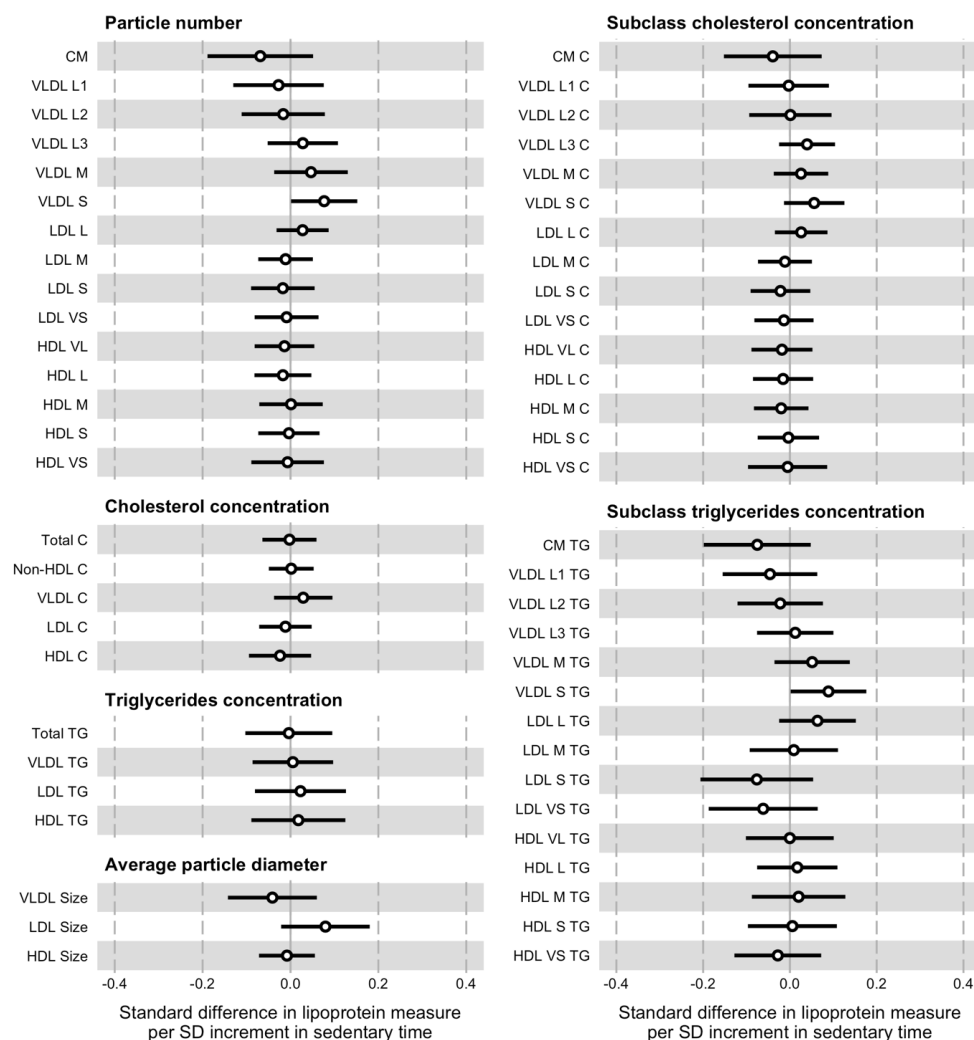 Particle number
CM
VLDL L1
VLDL L2
VLDL L3
VLDL M
VLDL S
LDL L
LDL M
LDL S
LDL VS
HDL VL
HDL L
HDL M
HDL S
HDL VS
Cholesterol concentration
Total C
Non-HDL C
VLDL C
LDL C
HDL C
Triglycerides concentration
Total TG
VLDL TG
LDL TG
HDL TG
Average particle diameter
VLDL Size
LDL Size
HDL Size
-0.4 -0.2 0.0 0.2 0.4
Standard difference in lipoprotein measure
per SD increment in sedentary time
Subclass cholesterol concentration
CM C
VLDL L1 C
VLDL L2 C
VLDL L3 C
VLDL M C
VLDL S C
LDL L C
LDL M C
LDL S C
LDL VS C
HDL VL C
HDL L C
HDL M C
HDL S C
HDL VS C
Subclass triglycerides concentration
CM TG
VLDL L1 TG
VLDL L2 TG
VLDL L3 TG
VLDL M TG
VLDL S TG
LDL L TG
LDL M TG
LDL S TG
LDL VS TG
HDL VL TG
HDL L TG
HDL M TG
HDL S TG
HDL VS TG
-0.4 -0.2 0.0 0.2 0.4
Standard difference in lipoprotein measure
per SD increment in sedentary time